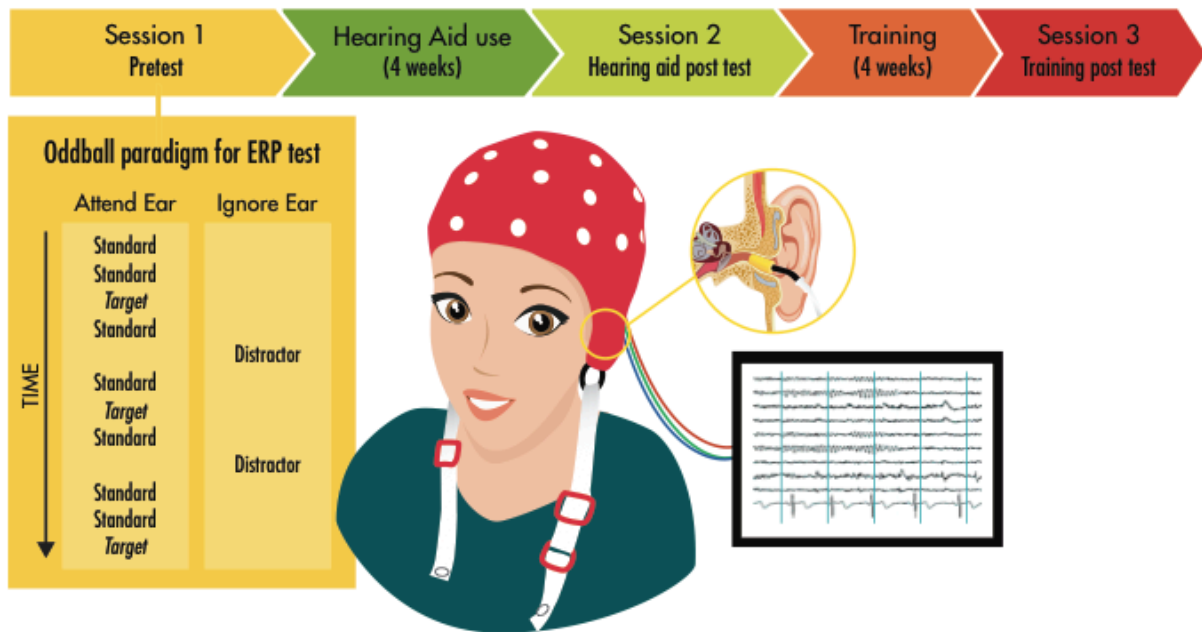 Session 1
Pretest
Hearing Aid use
(4 weeks)
Session 2
Hearing aid post test
Training
(4 weeks)
Session 3
Training post test
Oddball paradigm for ERP test
Attend Ear
Ignore Ear
TIME
Standard
Standard
Target
Standard
Distractor
Standard
Target
Standard
Distractor
Standard
Standard
Target